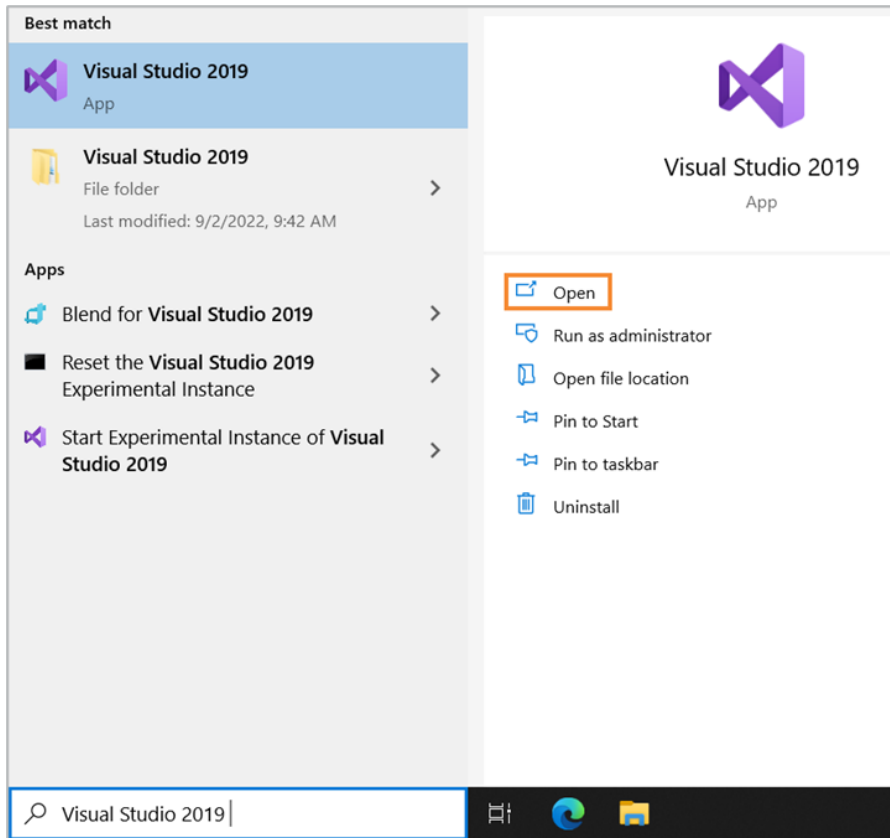 Best match
Visual Studio 2019
App
Visual Studio 2019
File folder
Last modified: 9/2/2022, 9:42 AM
Apps
Blend for Visual Studio 2019
Reset the Visual Studio 2019
Experimental Instance
Start Experimental Instance of Visual
Studio 2019
Visual Studio 2019
App
Open
Run as administrator
Open file location
Pin to Start
Pin to taskbar
Uninstall
Visual Studio 2019